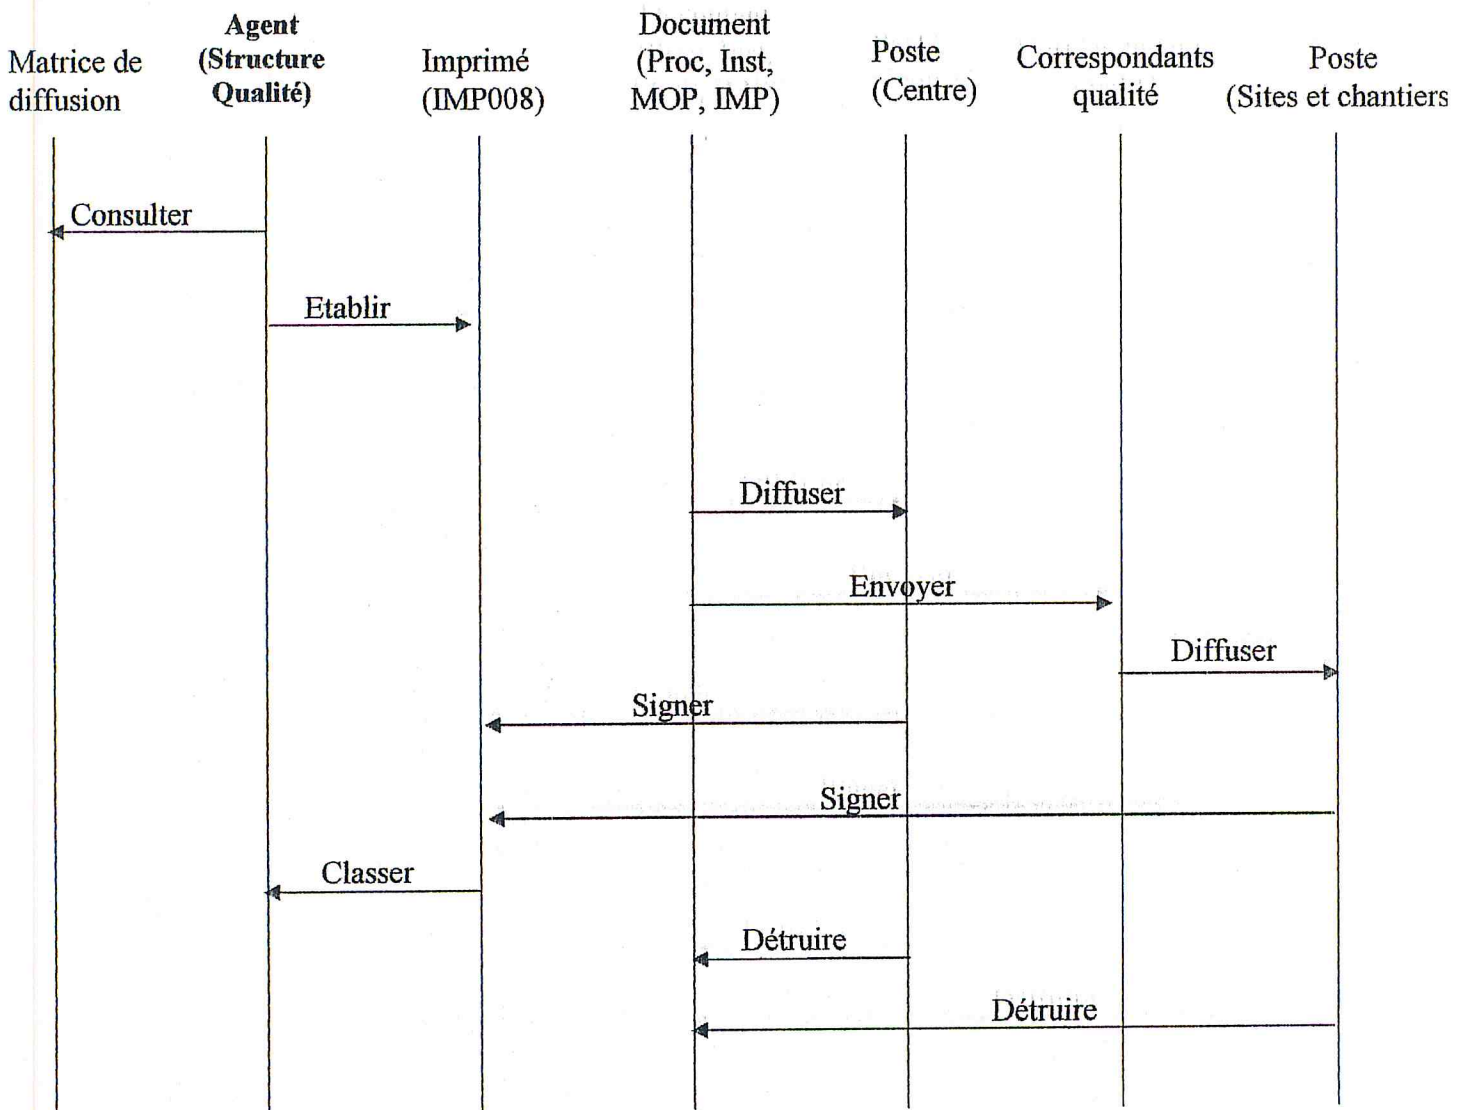 Matrice de
diffusion
Agent
(Structure
Qualité)
Imprimé
(IMP008)
Document
(Proc, Inst,
MOP, IMP)
Poste
(Centre)
Correspondants
qualité
Poste
(Sites et chantiers
Consulter
Etablir
Diffuser
Envoyer
Diffuser
Signer
Signer
Classer
Détruire
Détruire